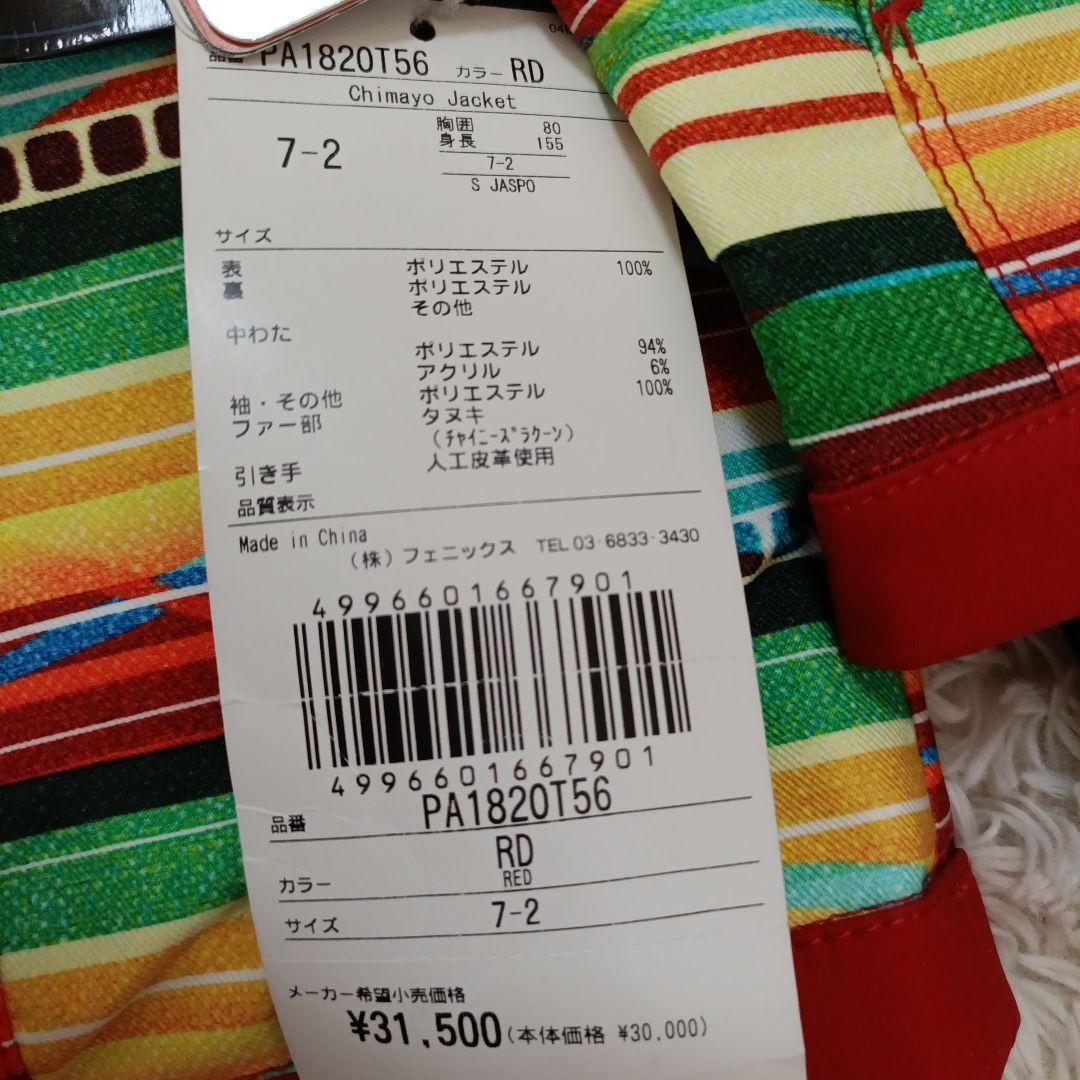 品番 PA1820T56 カラー RD
Chimayo Jacket
7-2
胸囲 80
身長 155
7-2
S JASPO
サイズ
表 ポリエステル 100%
裏 ポリエステル
その他
中わた
ポリエステル 94%
アクリル 6%
袖・その他 ポリエステル 100%
ファー部 タヌキ
(ﾁｬｲﾆｰｽﾞﾗｸｰﾝ)
引き手 人工皮革使用
品質表示
Made in China
(株) フェニックス TEL 03-6833-3430
4996601667901
4996601667901
品番 PA1820T56
カラー RD
RED
サイズ 7-2
メーカー希望小売価格
¥31,500(本体価格 ¥30,000)